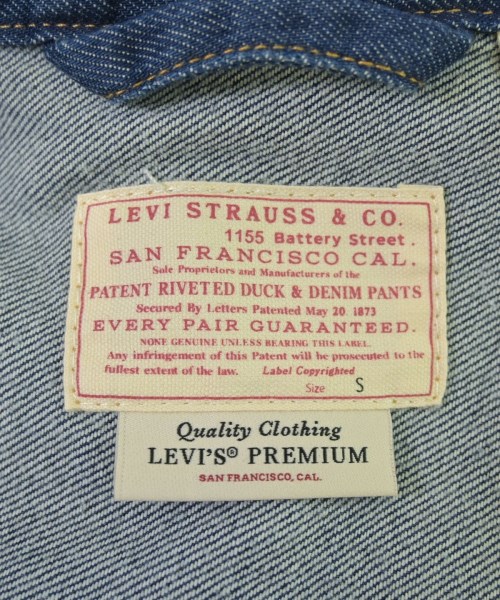 LEVI STRAUSS & CO.
1155 Battery Street.
SAN FRANCISCO CAL.
Sole Proprietors and Manufacturers of the
PATENT RIVETED DUCK & DENIM PANTS
Secured By Letters Patented May 20, 1873
EVERY PAIR GUARANTEED.
NONE GENUINE UNLESS BEARING THIS LABEL.
Any infringement of this Patent will be prosecuted to the
fullest extent of the law. Label Copyrighted
Size S
Quality Clothing
LEVI'S® PREMIUM
SAN FRANCISCO, CAL.